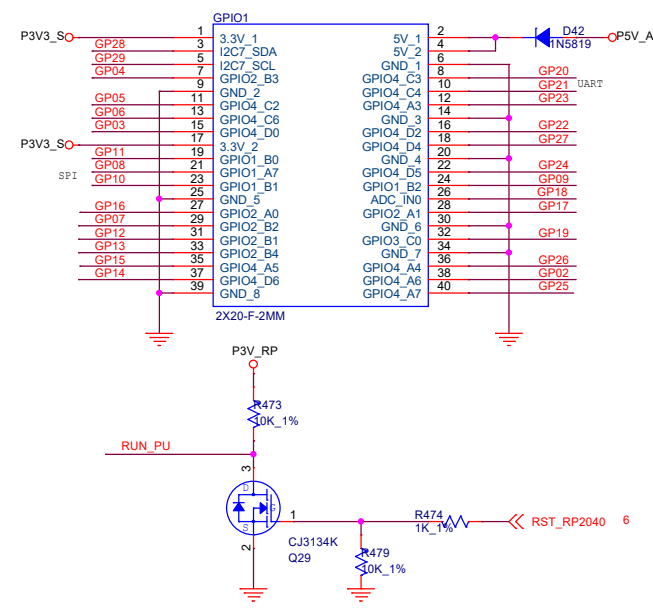 GPIO1
P3V3_S 1 3.3V_1 5V_1 2 D42 P5V_A
GP28 3 I2C7_SDA 5V_2 4 1N5819
GP29 5 I2C7_SCL GND_1 6
GP04 7 GPIO2_B3 GPIO4_C3 8 GP20
9 GND_2 GPIO4_C4 10 GP21 UART
GP05 11 GPIO4_C2 GPIO4_A3 12 GP23
GP06 13 GPIO4_C6 GND_3 14
GP03 15 GPIO4_D0 GPIO4_D2 16 GP22
P3V3_S 17 3.3V_2 GPIO4_D4 18 GP27
GP11 19 GPIO1_B0 GND_4 20
GP08 21 GPIO1_A7 GPIO4_D5 22 GP24
SPI GP10 23 GPIO1_B1 GPIO1_B2 24 GP09
25 GND_5 ADC_IN0 26 GP18
GP16 27 GPIO2_A0 GPIO2_A1 28 GP17
GP07 29 GPIO2_B2 GND_6 30
GP12 31 GPIO2_B1 GPIO3_C0 32 GP19
GP13 33 GPIO2_B4 GND_7 34
GP15 35 GPIO4_A5 GPIO4_A4 36 GP26
GP14 37 GPIO4_D6 GPIO4_A6 38 GP02
39 GND_8 GPIO4_A7 40 GP25
2X20-F-2MM
P3V_RP
R473
10K_1%
RUN_PU
3
D
G
S
1
2
CJ3134K
Q29
R474
1K_1%
RST_RP2040 6
R479
10K_1%